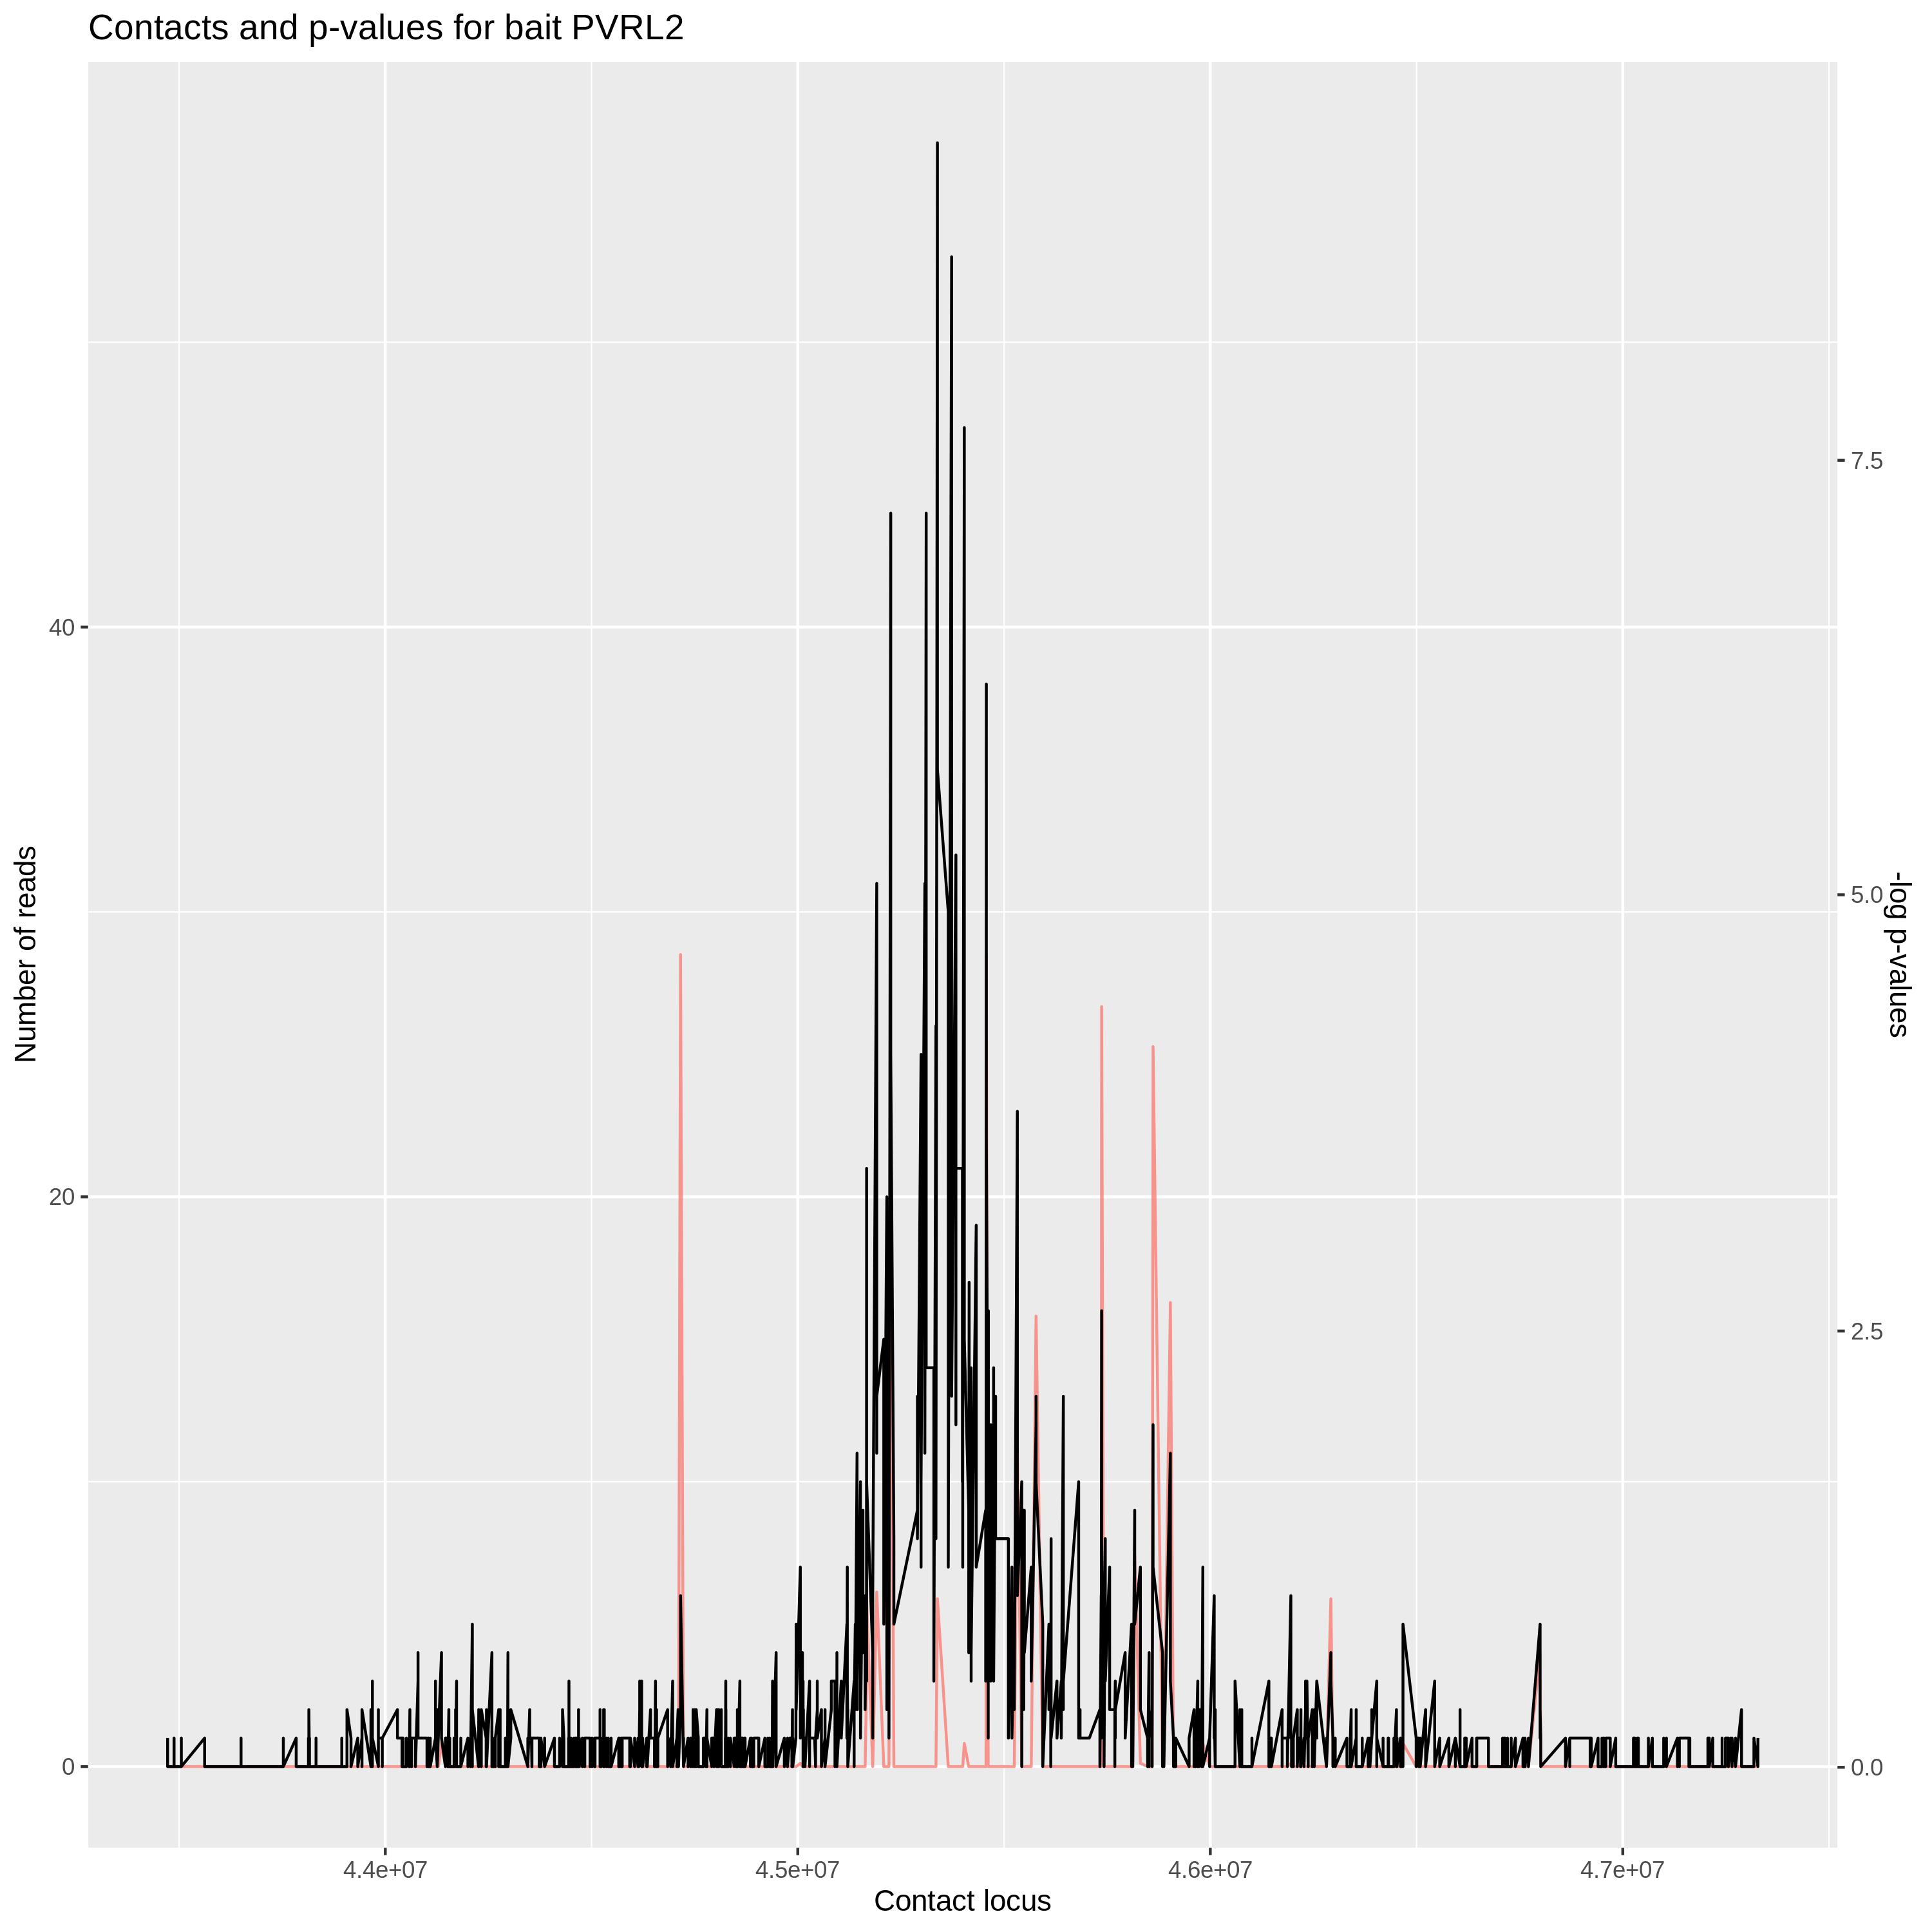 Contacts and p-values for bait PVRL2
Number of reads
40
20
0
7.5
5.0
2.5
0.0
-log p-values
4.4e+07 4.5e+07 4.6e+07 4.7e+07
Contact locus